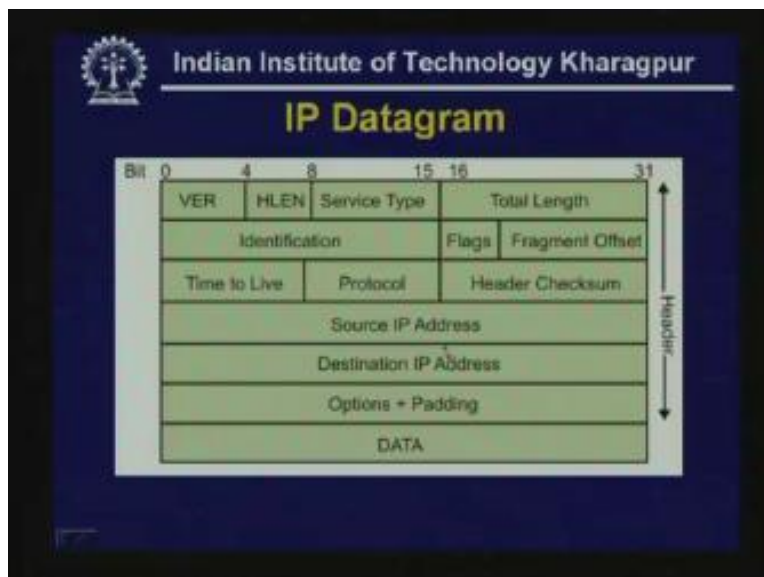 Indian Institute of Technology Kharagpur
IP Datagram
Bit 0 4 8 15 16 31
VER HLEN Service Type Total Length
Identification Flags Fragment Offset
Time to Live Protocol Header Checksum
Source IP Address
Destination IP Address
Options + Padding
DATA
Header